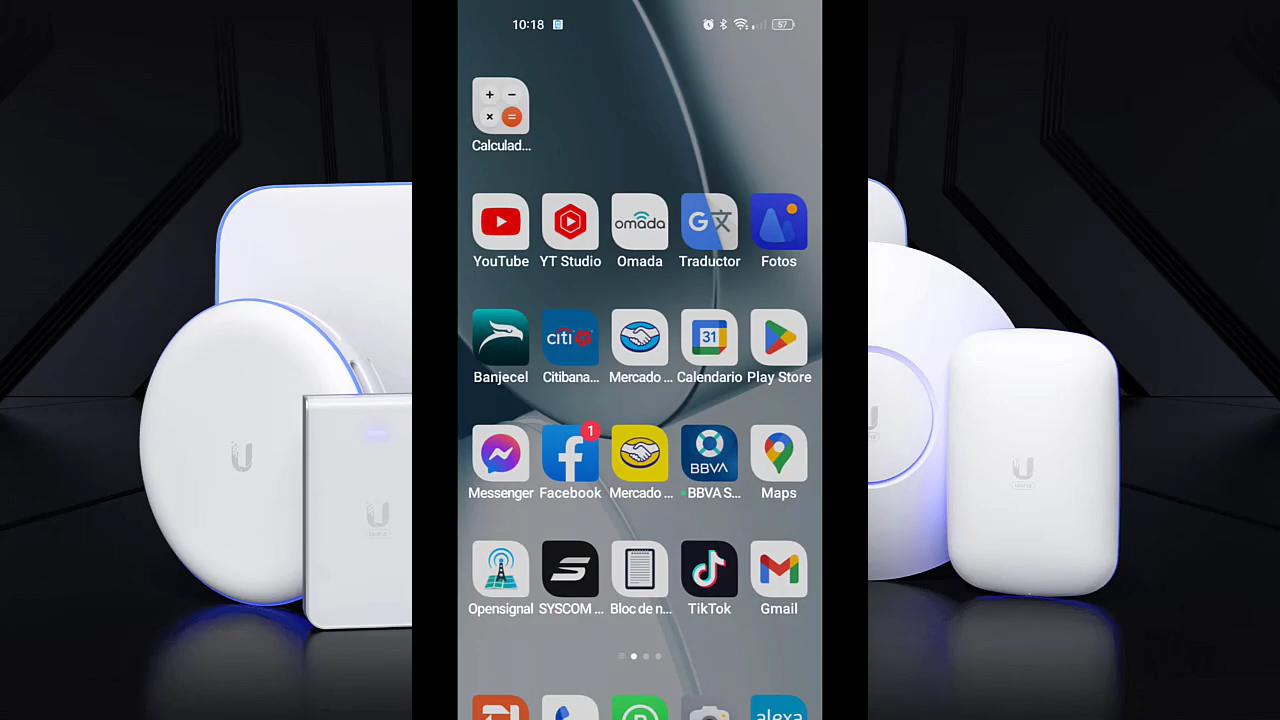 10:18
57
Calculad...
omada
YouTube YT Studio Omada Traductor Fotos
citi
31
Banjecel Citibana... Mercado ... Calendario Play Store
1
BBVA
Messenger Facebook Mercado ... BBVA S... Maps
Opensignal SYSCOM ... Bloc de n... TikTok Gmail
alexa